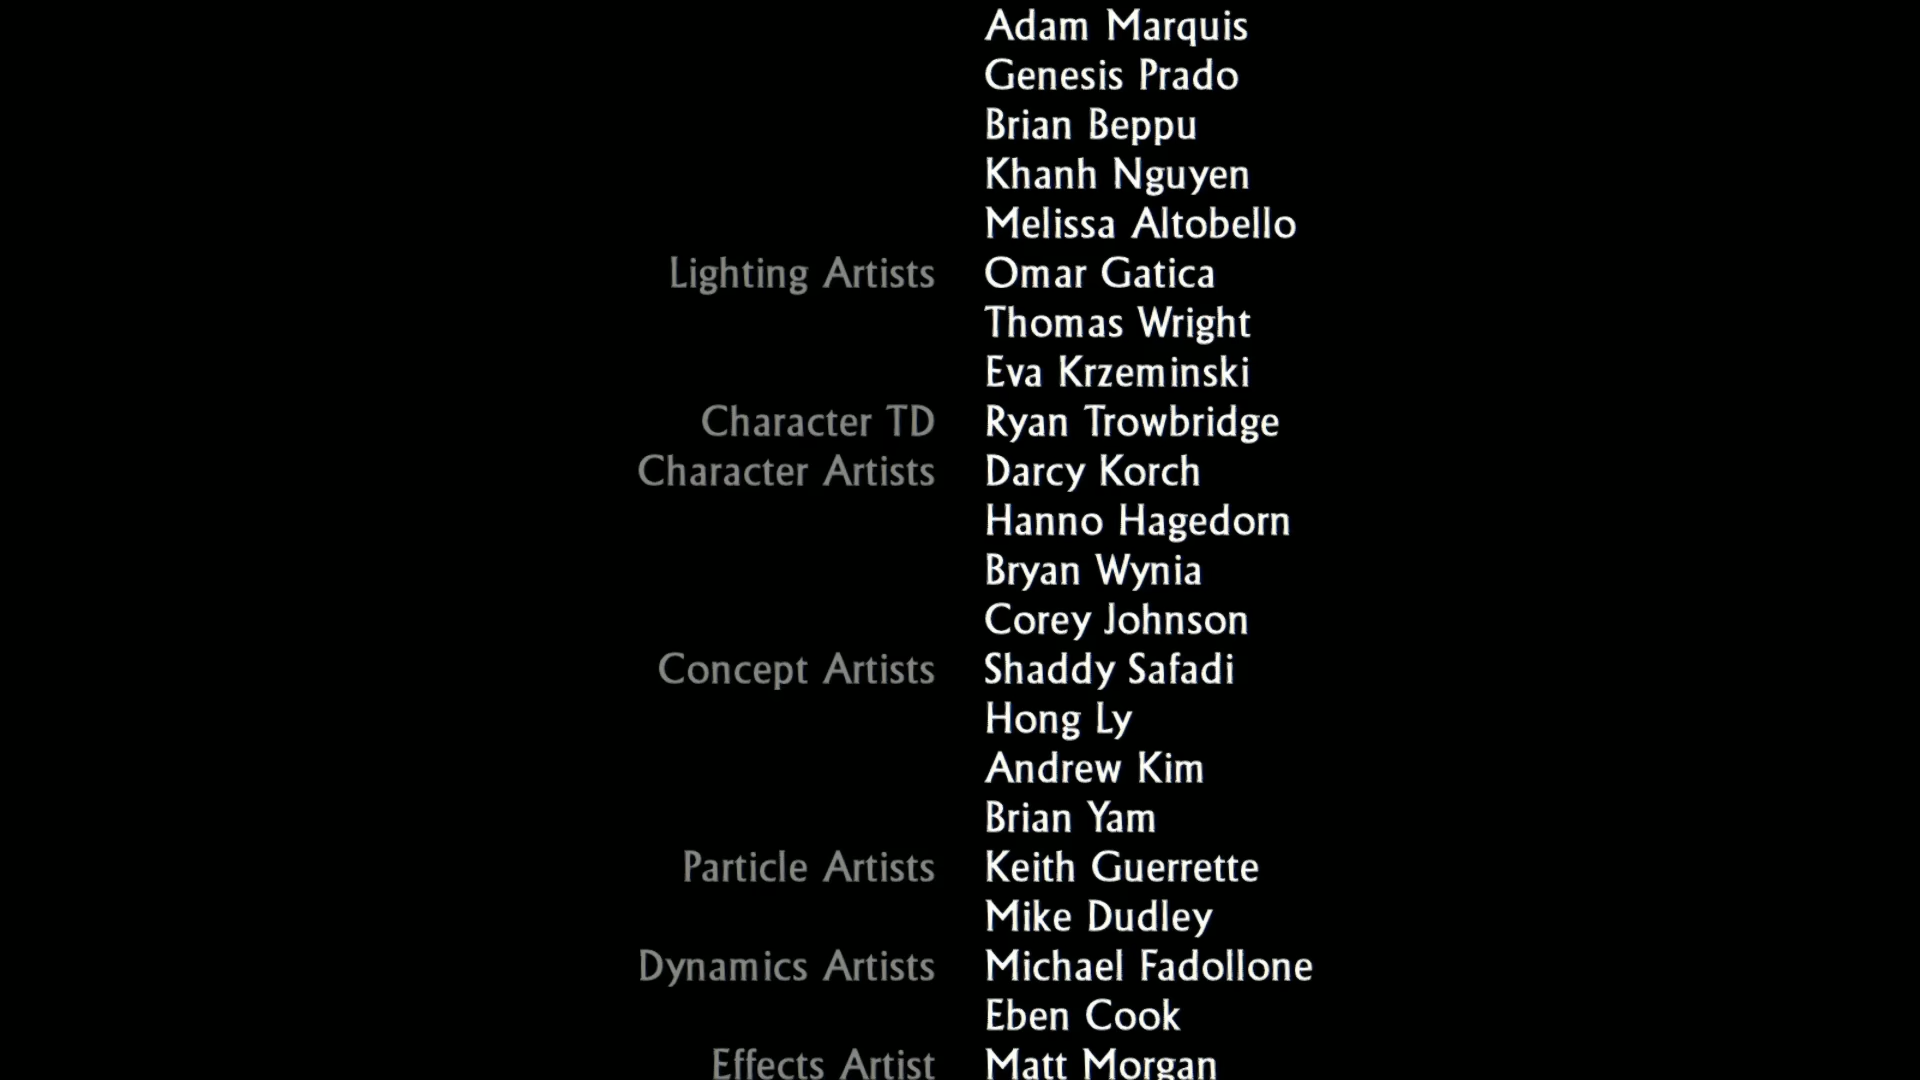 Adam Marquis
Genesis Prado
Brian Beppu
Khanh Nguyen
Melissa Altobello
Lighting Artists Omar Gatica
Thomas Wright
Eva Krzeminski
Character TD Ryan Trowbridge
Character Artists Darcy Korch
Hanno Hagedorn
Bryan Wynia
Corey Johnson
Concept Artists Shaddy Safadi
Hong Ly
Andrew Kim
Brian Yam
Particle Artists Keith Guerrette
Mike Dudley
Dynamics Artists Michael Fadollone
Eben Cook
Effects Artist Matt Morgan